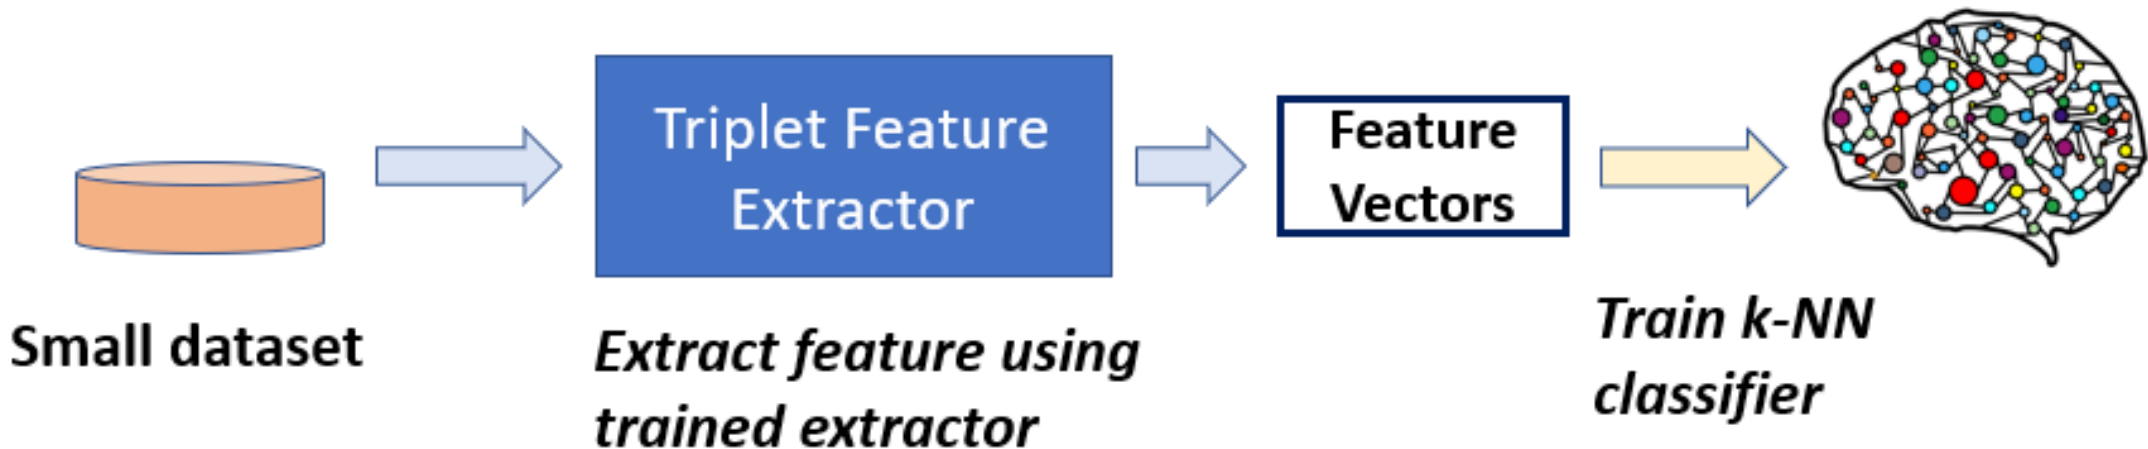 Small dataset
Triplet Feature
Extractor
Extract feature using
trained extractor
Feature
Vectors
Train k-NN
classifier